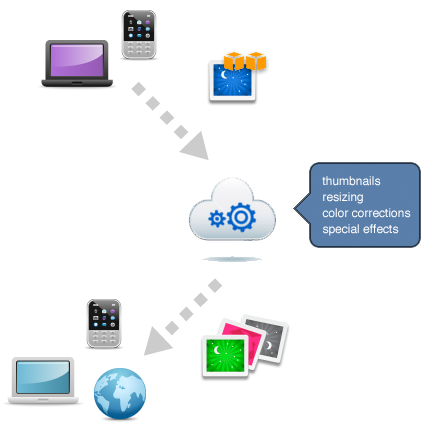 thumbnails
resizing
color corrections
special effects